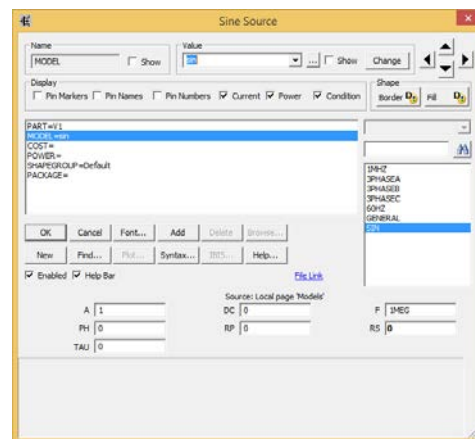 Sine Source
Name
Value
MODEL
Show
sin
...
Show
Change
Display
Pin Markers
Pin Names
Pin Numbers
Current
Power
Condition
Shape
Border
Fill
PART=V1
MODEL=sin
COST=
POWER=
SHAPEGROUP=Default
PACKAGE=
1MHZ
3PHASEA
3PHASEB
3PHASEC
60HZ
GENERAL
SIN
OK
Cancel
Font...
Add
Delete
Browse...
New
Find...
Plot...
Syntax...
IBIS...
Help...
Enabled
Help Bar
File Link
Source: Local page 'Models'
A 1
DC 0
F 1MEG
PH 0
RP 0
RS 0
TAU 0